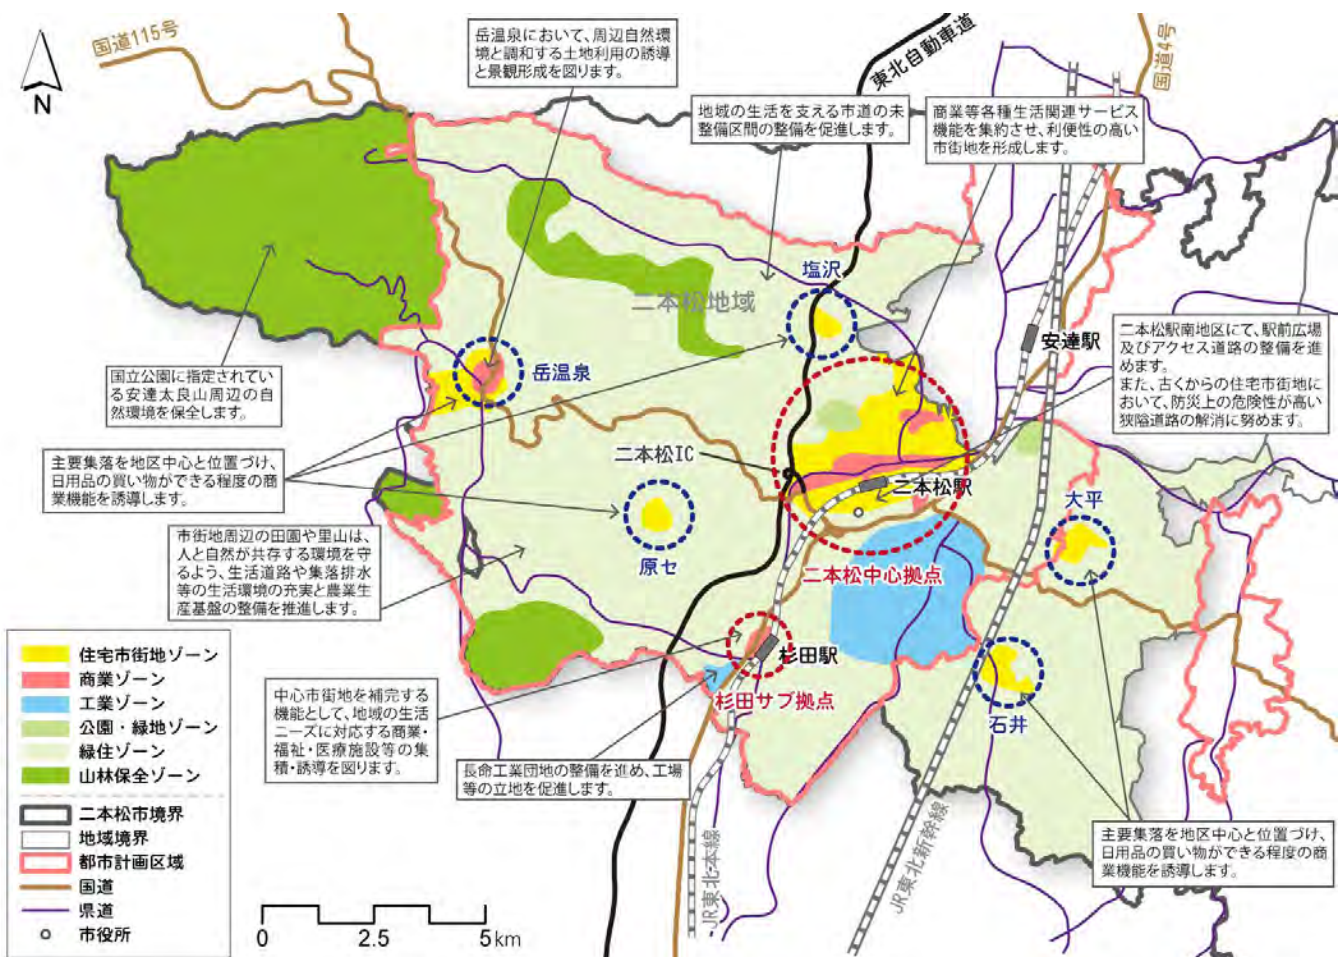 国道115号
岳温泉において、周辺自然環
境と調和する土地利用の誘導
と景観形成を図ります。
東北自動車道
国道4号
N
地域の生活を支える市道の未
整備区間の整備を促進します。
商業等各種生活関連サービス
機能を集約させ、利便性の高い
市街地を形成します。
塩沢
二本松地域
安達駅
二本松駅南地区にて、駅前広場
及びアクセス道路の整備を進
めます。
また、古くからの住宅市街地に
おいて、防災上の危険性が高い
狭隘道路の解消に努めます。
国立公園に指定されてい
る安達太良山周辺の自
然環境を保全します。
岳温泉
主要集落を地区中心と位置づけ、
日用品の買い物ができる程度の商
業機能を誘導します。
二本松IC
二本松駅
大平
市街地周辺の田園や里山は、
人と自然が共存する環境を守
るよう、生活道路や集落排水
等の生活環境の充実と農業生
産基盤の整備を推進します。
原セ
二本松中心拠点
杉田駅
杉田サブ拠点
石井
中心市街地を補完する
機能として、地域の生活
ニーズに対応する商業・
福祉・医療施設等の集
積・誘導を図ります。
長命工業団地の整備を進め、工場
等の立地を促進します。
主要集落を地区中心と位置づけ、
日用品の買い物ができる程度の商
業機能を誘導します。
JR東北本線
JR東北新幹線
住宅市街地ゾーン
商業ゾーン
工業ゾーン
公園・緑地ゾーン
緑住ゾーン
山林保全ゾーン
二本松市境界
地域境界
都市計画区域
国道
県道
市役所
0 2.5 5km